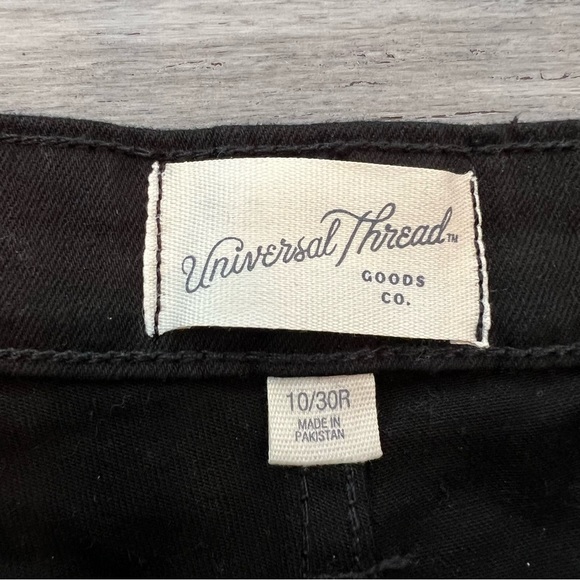 Universal Thread™
GOODS
CO.
10/30R
MADE IN
PAKISTAN